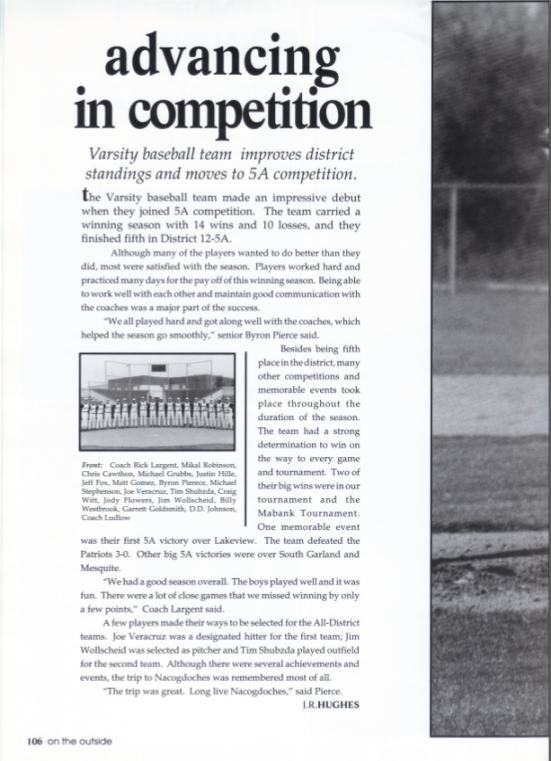 advancing
in competition
Varsity baseball team improves district
standings and moves to 5A competition.
the Varsity baseball team made an impressive debut
when they joined 5A competition. The team carried a
winning season with 14 wins and 10 losses, and they
finished fifth in District 12-5A.
Although many of the players wanted to do better than they
did, most were satisfied with the season. Players worked hard and
practiced many days for the pay off of this winning season. Being able
to work well with each other and maintain good communication with
the coaches was a major part of the success.
"We all played hard and got along well with the coaches, which
helped the season go smoothly," senior Byron Pierce said.
Besides being fifth
place in the district, many
other competitions and
memorable events took
place throughout the
duration of the season.
The team had a strong
determination to win on
the way to every game
and tournament. Two of
their big wins were in our
tournament and the
Mabank Tournament.
One memorable event
was their first 5A victory over Lakeview. The team defeated the
Patriots 3-0. Other big 5A victories were over South Garland and
Mesquite.
"We had a good season overall. The boys played well and it was
fun. There were a lot of close games that we missed winning by only
a few points," Coach Largent said.
A few players made their ways to be selected for the All-District
teams. Joe Veracruz was a designated hitter for the first team; Jim
Wollscheid was selected as pitcher and Tim Shubzda played outfield
for the second team. Although there were several achievements and
events, the trip to Nacogdoches was remembered most of all.
"The trip was great. Long live Nacogdoches," said Pierce.
J.R.HUGHES
Front: Coach Rick Largent, Mikal Robinson,
Chris Cawthon, Michael Grubbs, Justin Hille,
Jeff Fox, Matt Gomez, Byron Pierece, Michael
Stephenson, Joe Veracruz, Tim Shubzda, Craig
Witt, Jody Flowers, Jim Wollscheid, Billy
Westbrook, Garrett Goldsmith, D.D. Johnson,
Coach Ludlow
106 on the outside